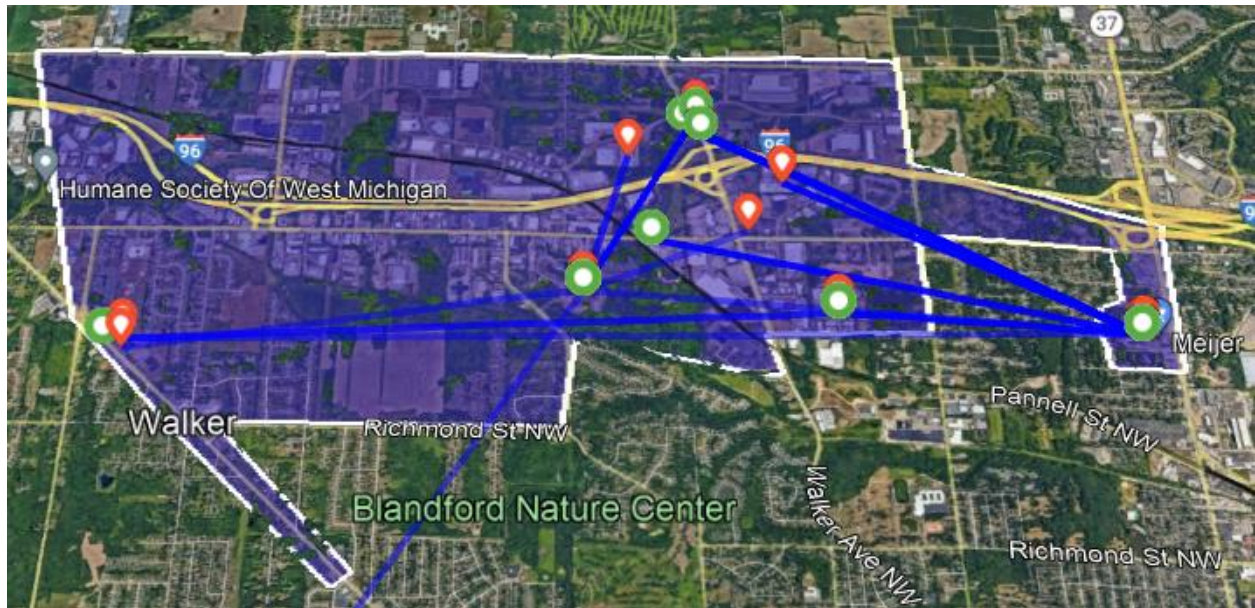 37
96
96
9
Humane Society Of West Michigan
Meijer
Walker
Richmond St NW
Pannell St NW
Blandford Nature Center
Walker Ave NW
Richmond St NW